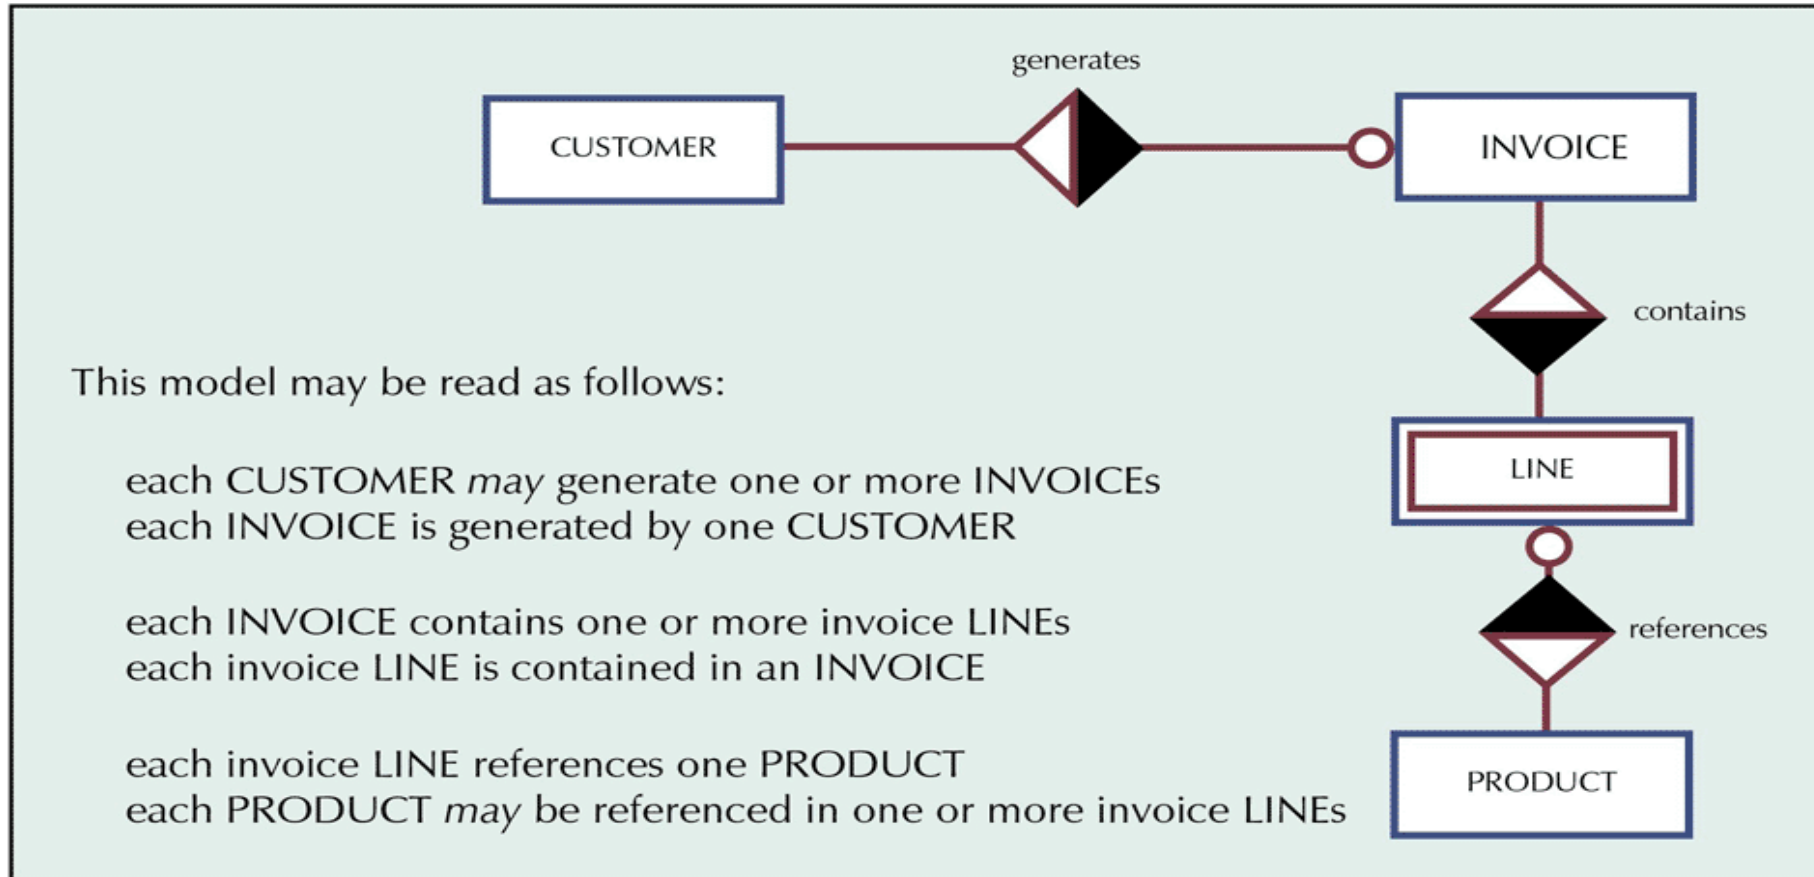 generates
CUSTOMER
INVOICE
contains
This model may be read as follows:
each CUSTOMER may generate one or more INVOICEs
each INVOICE is generated by one CUSTOMER
LINE
each INVOICE contains one or more invoice LINEs
each invoice LINE is contained in an INVOICE
references
each invoice LINE references one PRODUCT
each PRODUCT may be referenced in one or more invoice LINEs
PRODUCT